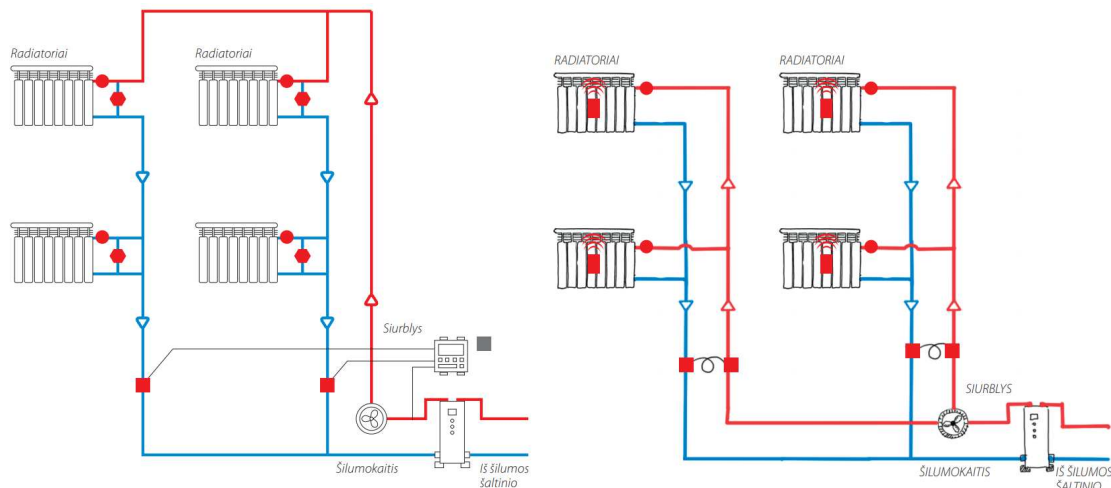 Radiatoriai
Radiatoriai
Siurblys
Šilumokaitis
Iš šilumos
šaltinio
RADIATORIAI
RADIATORIAI
SIURBLYS
ŠILUMOKAITIS
IŠ ŠILUMOS
ŠALTINIO